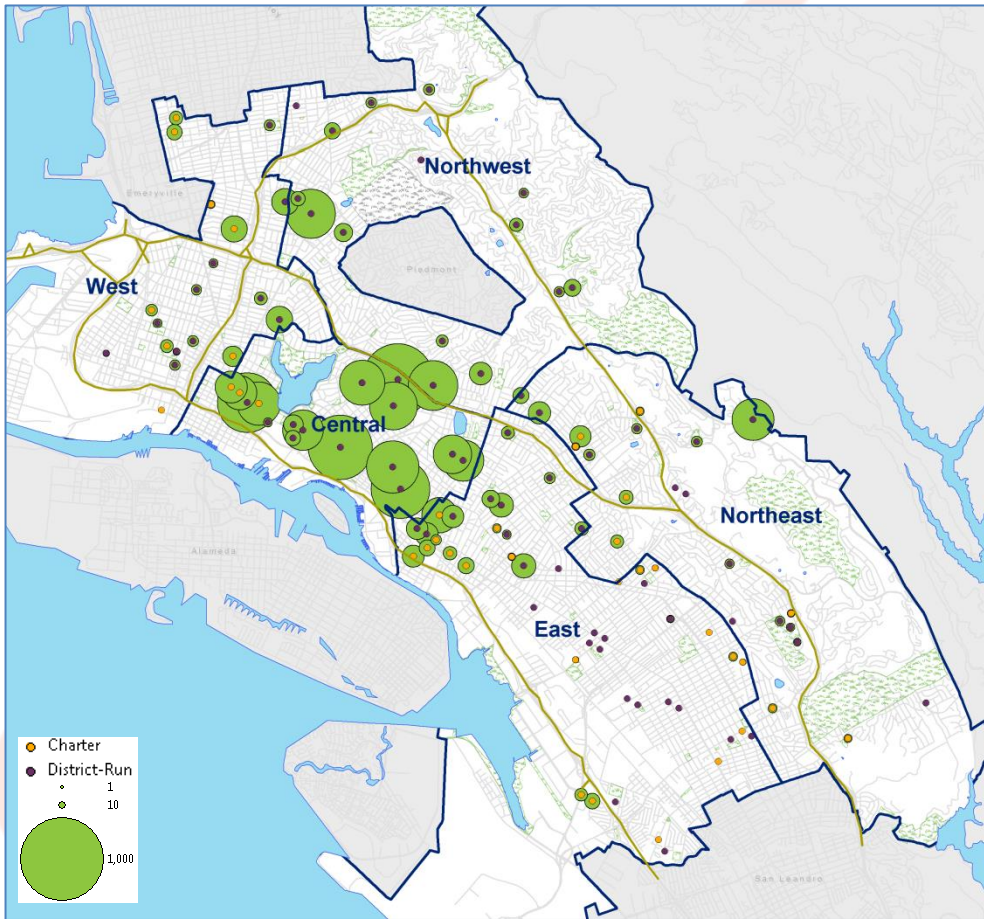 Northwest
Emeryville
Piedmont
West
Central
Northeast
Alameda
East
Charter
District-Run
1
10
1,000
San Leandro